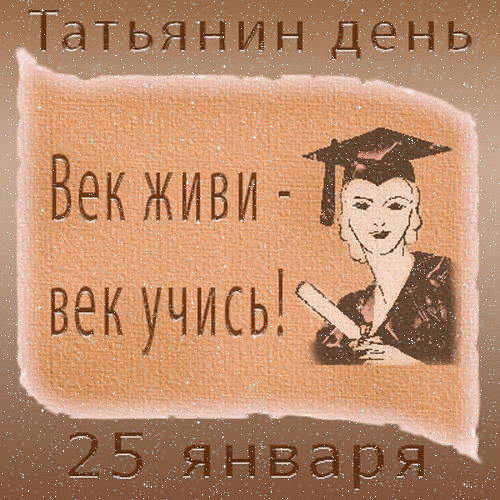 Татьянин день
Век живи -
век учись!
25 января